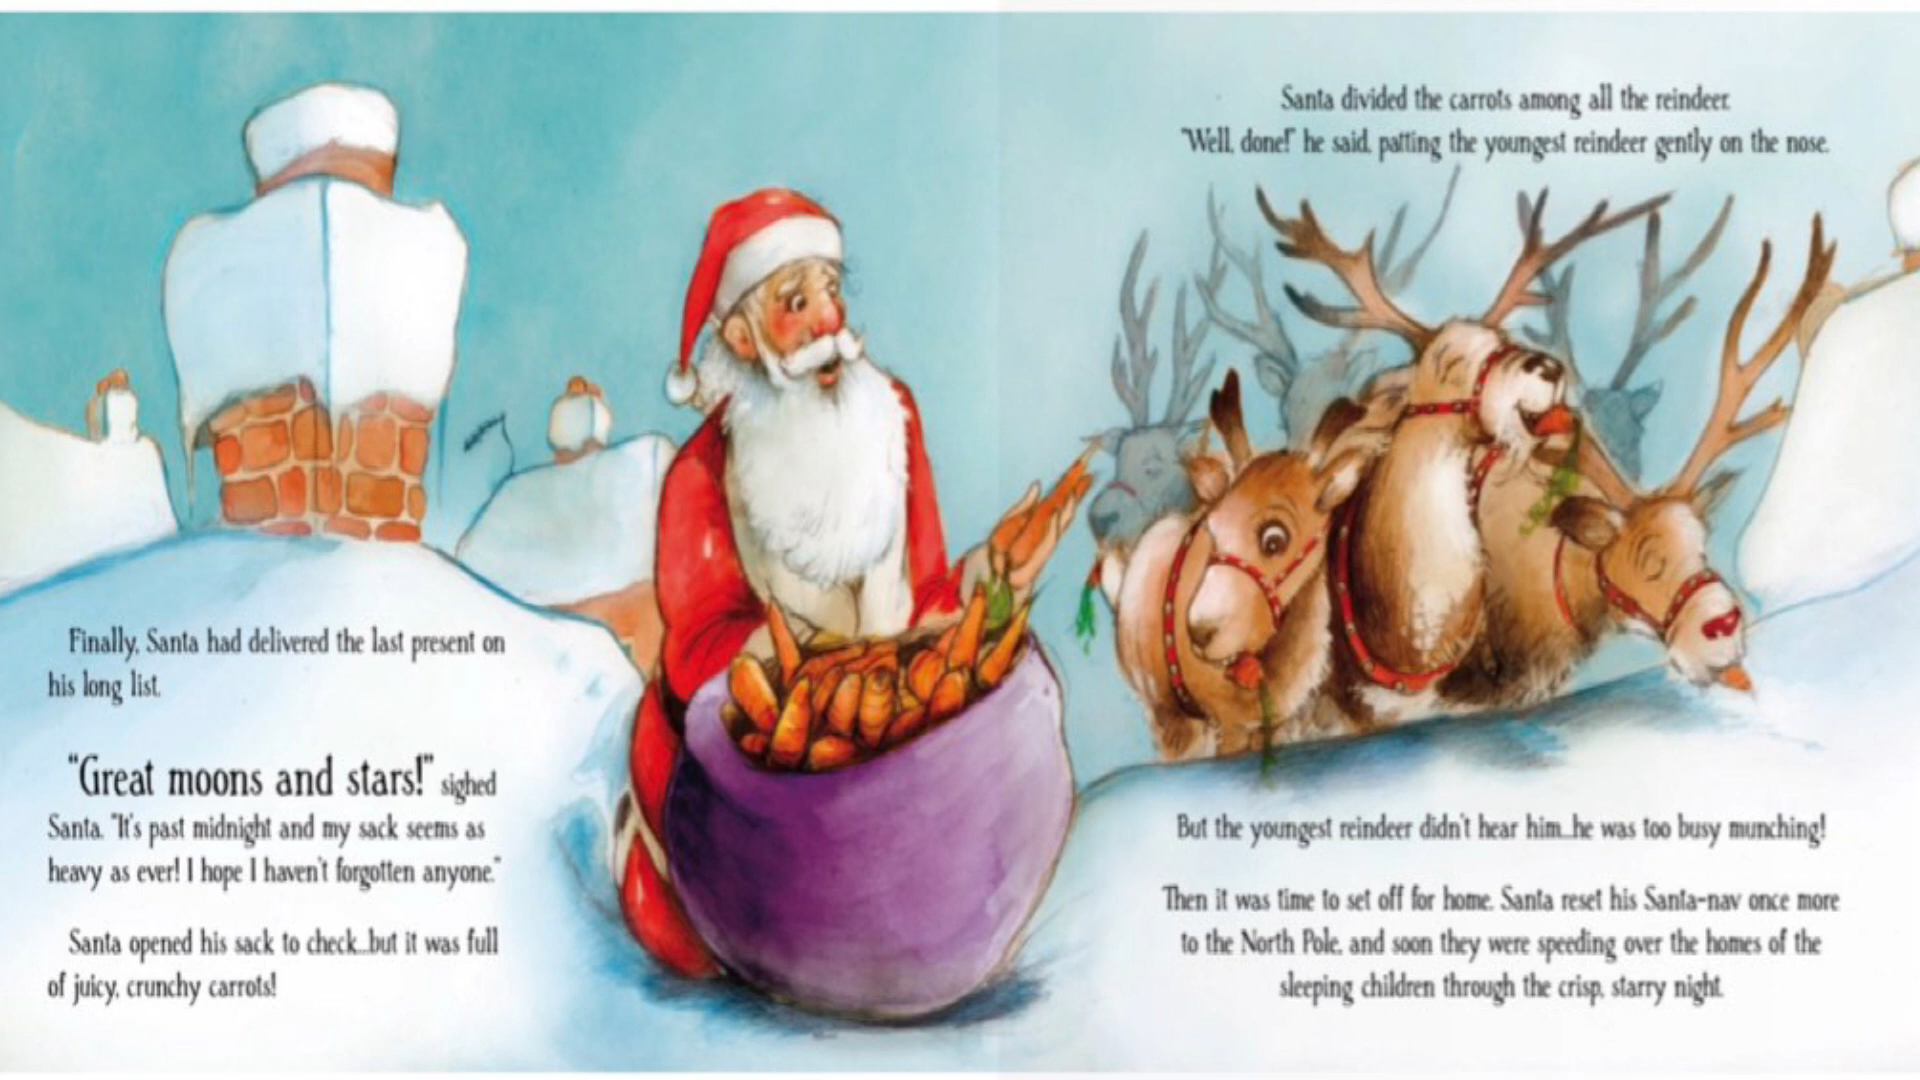 Finally, Santa had delivered the last present on
his long list.
"Great moons and stars!" sighed
Santa. "It's past midnight and my sack seems as
heavy as ever! I hope I haven't forgotten anyone."
Santa opened his sack to check...but it was full
of juicy, crunchy carrots!
Santa divided the carrots among all the reindeer.
"Well, done!" he said, patting the youngest reindeer gently on the nose.
But the youngest reindeer didn't hear him...he was too busy munching!
Then it was time to set off for home. Santa reset his Santa-nav once more
to the North Pole, and soon they were speeding over the homes of the
sleeping children through the crisp, starry night.